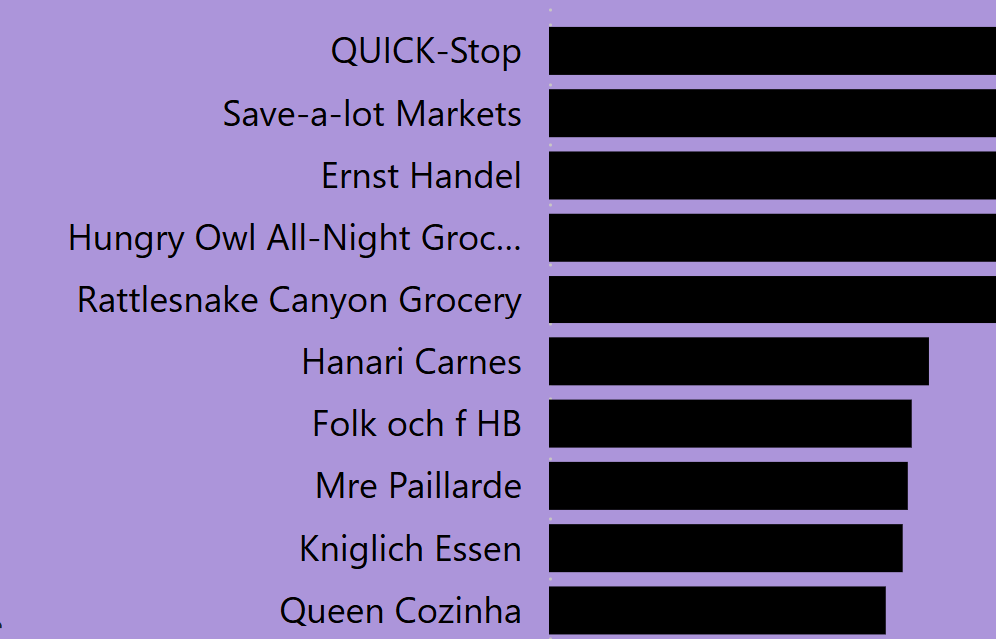 QUICK-Stop
Save-a-lot Markets
Ernst Handel
Hungry Owl All-Night Groc...
Rattlesnake Canyon Grocery
Hanari Carnes
Folk och f HB
Mre Paillarde
Kniglich Essen
Queen Cozinha